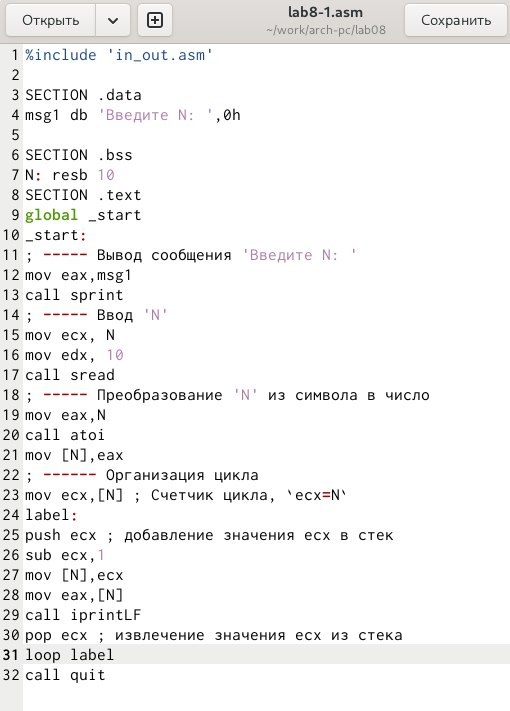 Открыть
lab8-1.asm
~/work/arch-pc/lab08
Сохранить
1 %include 'in_out.asm'
2
3 SECTION .data
4 msg1 db 'Введите N: ',0h
5
6 SECTION .bss
7 N: resb 10
8 SECTION .text
9 global _start
10 _start:
11 ; ----- Вывод сообщения 'Введите N: '
12 mov eax,msg1
13 call sprint
14 ; ----- Ввод 'N'
15 mov ecx, N
16 mov edx, 10
17 call sread
18 ; ----- Преобразование 'N' из символа в число
19 mov eax,N
20 call atoi
21 mov [N],eax
22 ; ------ Организация цикла
23 mov ecx,[N] ; Счетчик цикла, `ecx=N`
24 label:
25 push ecx ; добавление значения ecx в стек
26 sub ecx,1
27 mov [N],ecx
28 mov eax,[N]
29 call iprintLF
30 pop ecx ; извлечение значения ecx из стека
31 loop label
32 call quit